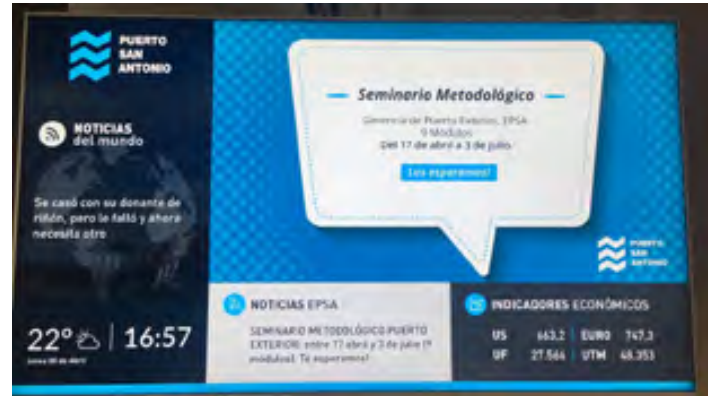 PUERTO
SAN
ANTONIO
NOTICIAS
del mundo
Se casó con su donante de
riñón, pero le falló y ahora
necesita otro
22° | 16:57
Seminario Metodológico
Gerencia de Puerto Exterior, EPSA
9 Módulos
Del 17 de abril a 3 de julio
Los esperamos!
PUERTO
SAN
ANTONIO
NOTICIAS EPSA
SEMINARIO METODOLÓGICO PUERTO
EXTERIOR: entre 17 abril y 3 de julio (9
módulos). Te esperamos!
INDICADORES ECONÓMICOS
US 663,2 | EURO 747,3
UF 27.564 | UTM 48.353